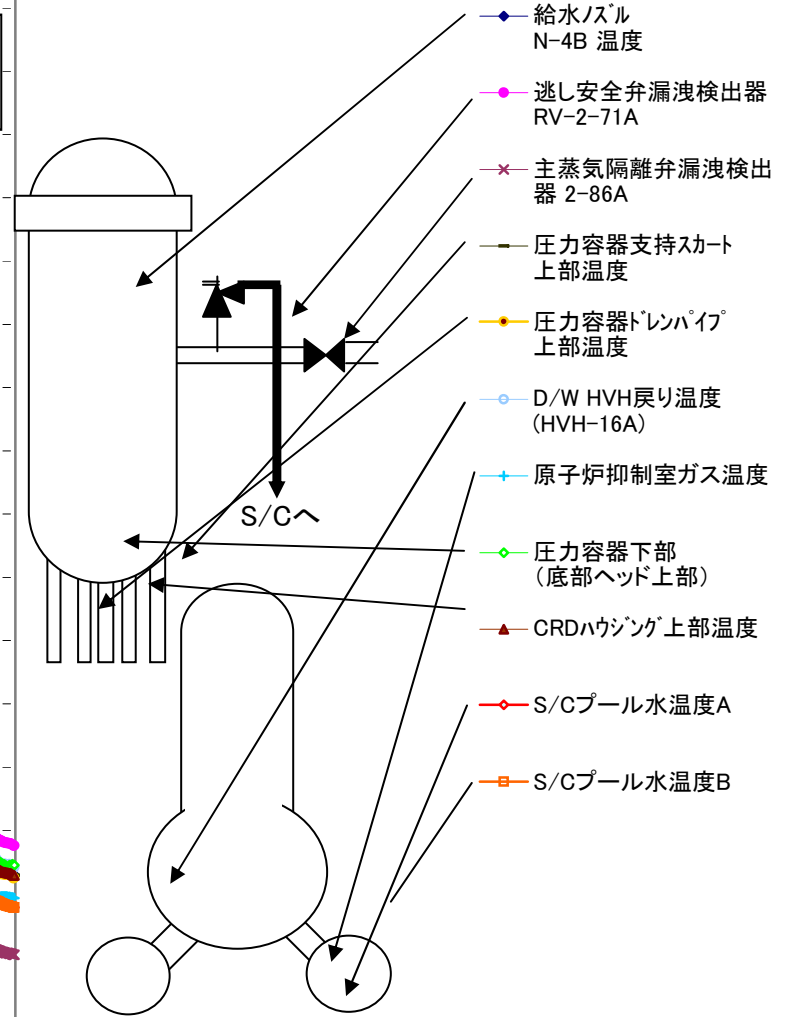 給水ノズル
N-4B 温度
逃し安全弁漏洩検出器
RV-2-71A
主蒸気隔離弁漏洩検出
器 2-86A
圧力容器支持スカート
上部温度
圧力容器ドレンパイプ
上部温度
D/W HVH戻り温度
(HVH-16A)
原子炉抑制室ガス温度
S/Cへ
圧力容器下部
（底部ヘッド上部）
CRDハウジング上部温度
S/Cプール水温度A
S/Cプール水温度B